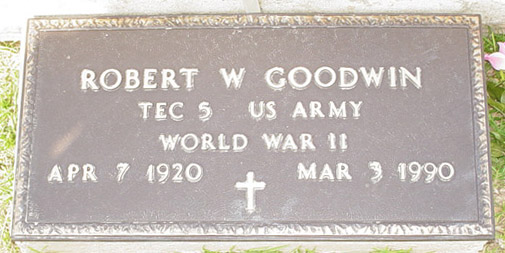 ROBERT W GOODWIN
TEC 5 US ARMY
WORLD WAR II
APR 7 1920 MAR 3 1990